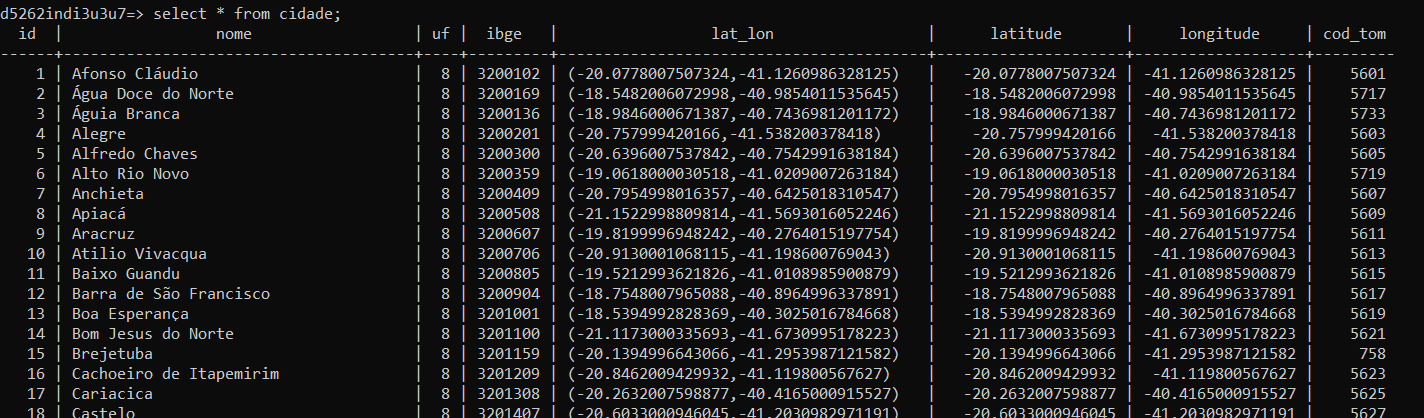 d5262indi3u3u7=> select * from cidade;
id | nome | uf | ibge | lat_lon | latitude | longitude | cod_tom
1 | Afonso Cláudio | 8 | 3200102 | (-20.0778007507324,-41.1260986328125) | -20.0778007507324 | -41.1260986328125 | 5601
2 | Água Doce do Norte | 8 | 3200169 | (-18.5482006072998,-40.9854011535645) | -18.5482006072998 | -40.9854011535645 | 5717
3 | Águia Branca | 8 | 3200136 | (-18.9846000671387,-40.7436981201172) | -18.9846000671387 | -40.7436981201172 | 5733
4 | Alegre | 8 | 3200201 | (-20.757999420166,-41.538200378418) | -20.757999420166 | -41.538200378418 | 5603
5 | Alfredo Chaves | 8 | 3200300 | (-20.6396007537842,-40.7542991638184) | -20.6396007537842 | -40.7542991638184 | 5605
6 | Alto Rio Novo | 8 | 3200359 | (-19.0618000030518,-41.0209007263184) | -19.0618000030518 | -41.0209007263184 | 5719
7 | Anchieta | 8 | 3200409 | (-20.7954998016357,-40.6425018310547) | -20.7954998016357 | -40.6425018310547 | 5607
8 | Apiacá | 8 | 3200508 | (-21.1522998809814,-41.5693016052246) | -21.1522998809814 | -41.5693016052246 | 5609
9 | Aracruz | 8 | 3200607 | (-19.8199996948242,-40.2764015197754) | -19.8199996948242 | -40.2764015197754 | 5611
10 | Atilio Vivacqua | 8 | 3200706 | (-20.9130001068115,-41.198600769043) | -20.9130001068115 | -41.198600769043 | 5613
11 | Baixo Guandu | 8 | 3200805 | (-19.5212993621826,-41.0108985900879) | -19.5212993621826 | -41.0108985900879 | 5615
12 | Barra de São Francisco | 8 | 3200904 | (-18.7548007965088,-40.8964996337891) | -18.7548007965088 | -40.8964996337891 | 5617
13 | Boa Esperança | 8 | 3201001 | (-18.5394992828369,-40.3025016784668) | -18.5394992828369 | -40.3025016784668 | 5619
14 | Bom Jesus do Norte | 8 | 3201100 | (-21.1173000335693,-41.6730995178223) | -21.1173000335693 | -41.6730995178223 | 5621
15 | Brejetuba | 8 | 3201159 | (-20.1394996643066,-41.2953987121582) | -20.1394996643066 | -41.2953987121582 | 758
16 | Cachoeiro de Itapemirim | 8 | 3201209 | (-20.8462009429932,-41.119800567627) | -20.8462009429932 | -41.119800567627 | 5623
17 | Cariacica | 8 | 3201308 | (-20.2632007598877,-40.4165000915527) | -20.2632007598877 | -40.4165000915527 | 5625
18 | Castelo | 8 | 3201407 | (-20.6033000946045,-41.2030982971191) | -20.6033000946045 | -41.2030982971191 | 5627